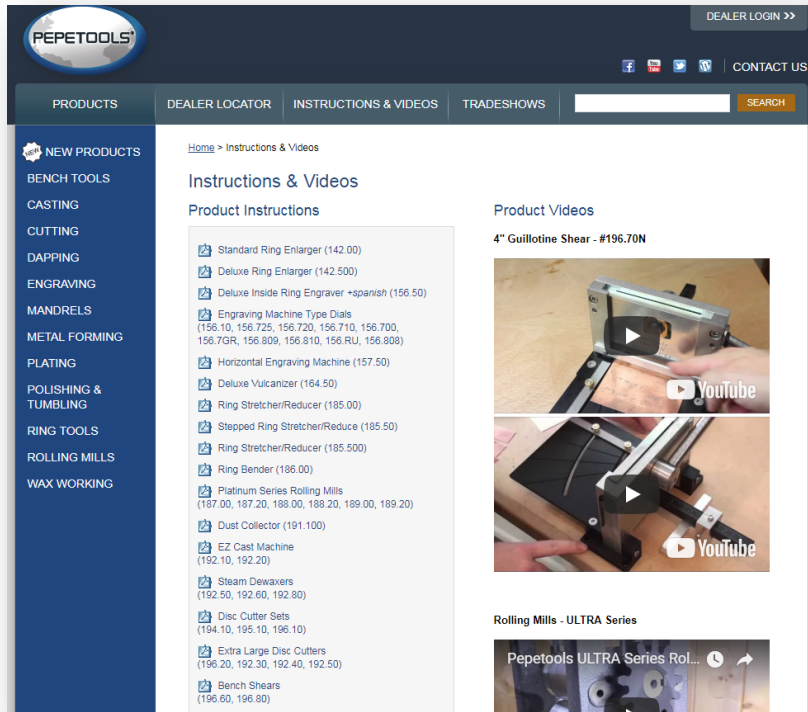 DEALER LOGIN >>
PEPETOOLS
CONTACT US
PRODUCTS
DEALER LOCATOR
INSTRUCTIONS & VIDEOS
TRADESHOWS
SEARCH
NEW
NEW PRODUCTS
BENCH TOOLS
CASTING
CUTTING
DAPPING
ENGRAVING
MANDRELS
METAL FORMING
PLATING
POLISHING &
TUMBLING
RING TOOLS
ROLLING MILLS
WAX WORKING
Home > Instructions & Videos
Instructions & Videos
Product Instructions
Standard Ring Enlarger (142.00)
Deluxe Ring Enlarger (142.500)
Deluxe Inside Ring Engraver +spanish (156.50)
Engraving Machine Type Dials
(156.10, 156.725, 156.720, 156.710, 156.700,
156.7GR, 156.809, 156.810, 156.RU, 156.808)
Horizontal Engraving Machine (157.50)
Deluxe Vulcanizer (164.50)
Ring Stretcher/Reducer (185.00)
Stepped Ring Stretcher/Reduce (185.50)
Ring Stretcher/Reducer (185.500)
Ring Bender (186.00)
Platinum Series Rolling Mills
(187.00, 187.20, 188.00, 188.20, 189.00, 189.20)
Dust Collector (191.100)
EZ Cast Machine
(192.10, 192.20)
Steam Dewaxers
(192.50, 192.60, 192.80)
Disc Cutter Sets
(194.10, 195.10, 196.10)
Extra Large Disc Cutters
(196.20, 192.30, 192.40, 192.50)
Bench Shears
(196.60, 196.80)
Product Videos
4" Guillotine Shear - #196.70N
YouTube
YouTube
Rolling Mills - ULTRA Series
Pepetools ULTRA Series Rol...